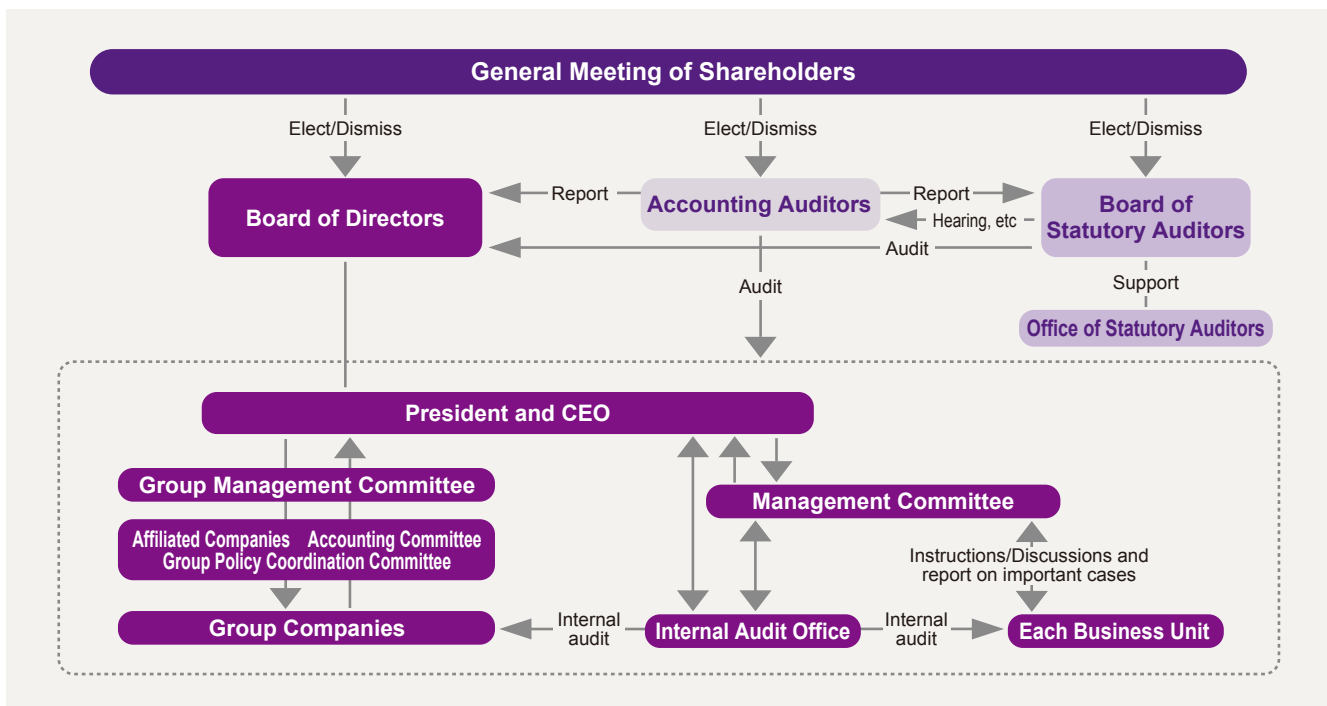 General Meeting of Shareholders
Elect/Dismiss
Elect/Dismiss
Elect/Dismiss
Board of Directors
Report
Accounting Auditors
Report
Hearing, etc
Board of
Statutory Auditors
Audit
Audit
Support
Office of Statutory Auditors
President and CEO
Group Management Committee
Management Committee
Affiliated Companies Accounting Committee
Group Policy Coordination Committee
Instructions/Discussions and
report on important cases
Group Companies
Internal
audit
Internal Audit Office
Internal
audit
Each Business Unit